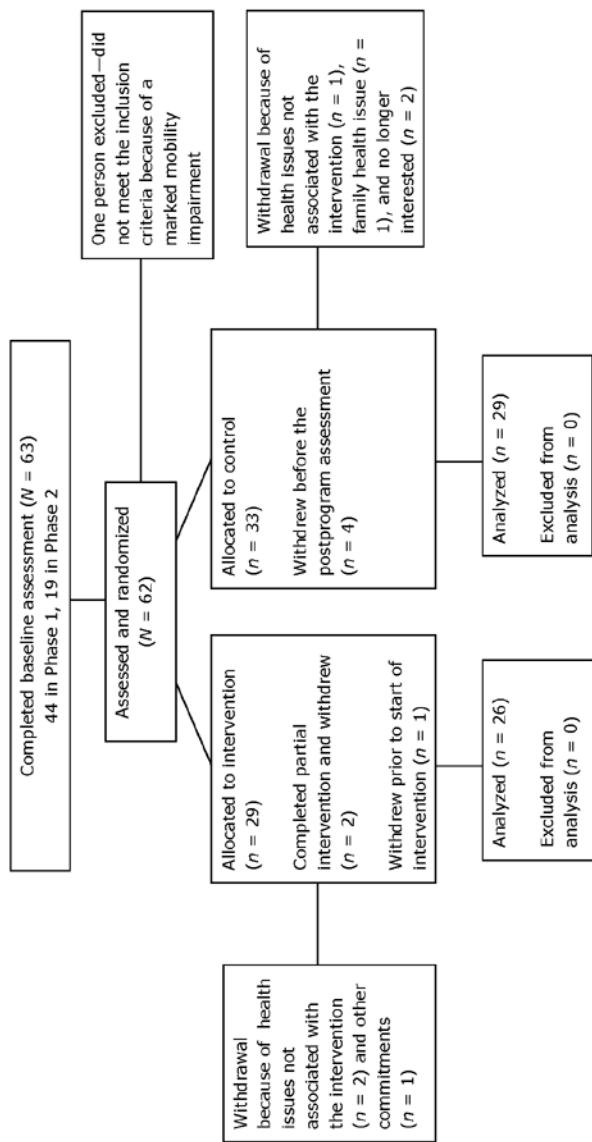 Completed baseline assessment (N = 63)
44 in Phase 1, 19 in Phase 2
Assessed and randomized
(N = 62)
One person excluded—did
not meet the inclusion
criteria because of a
marked mobility
impairment
Withdrawal
because of health
issues not
associated with
the intervention
(n = 2) and other
commitments
(n = 1)
Allocated to intervention
(n = 29)
Completed partial
intervention and withdrew
(n = 2)
Withdrew prior to start of
intervention (n = 1)
Allocated to control
(n = 33)
Withdrew before the
postprogram assessment
(n = 4)
Withdrawal because of
health issues not
associated with the
intervention (n = 1),
family health issue (n =
1), and no longer
interested (n = 2)
Analyzed (n = 26)
Excluded from
analysis (n = 0)
Analyzed (n = 29)
Excluded from
analysis (n = 0)